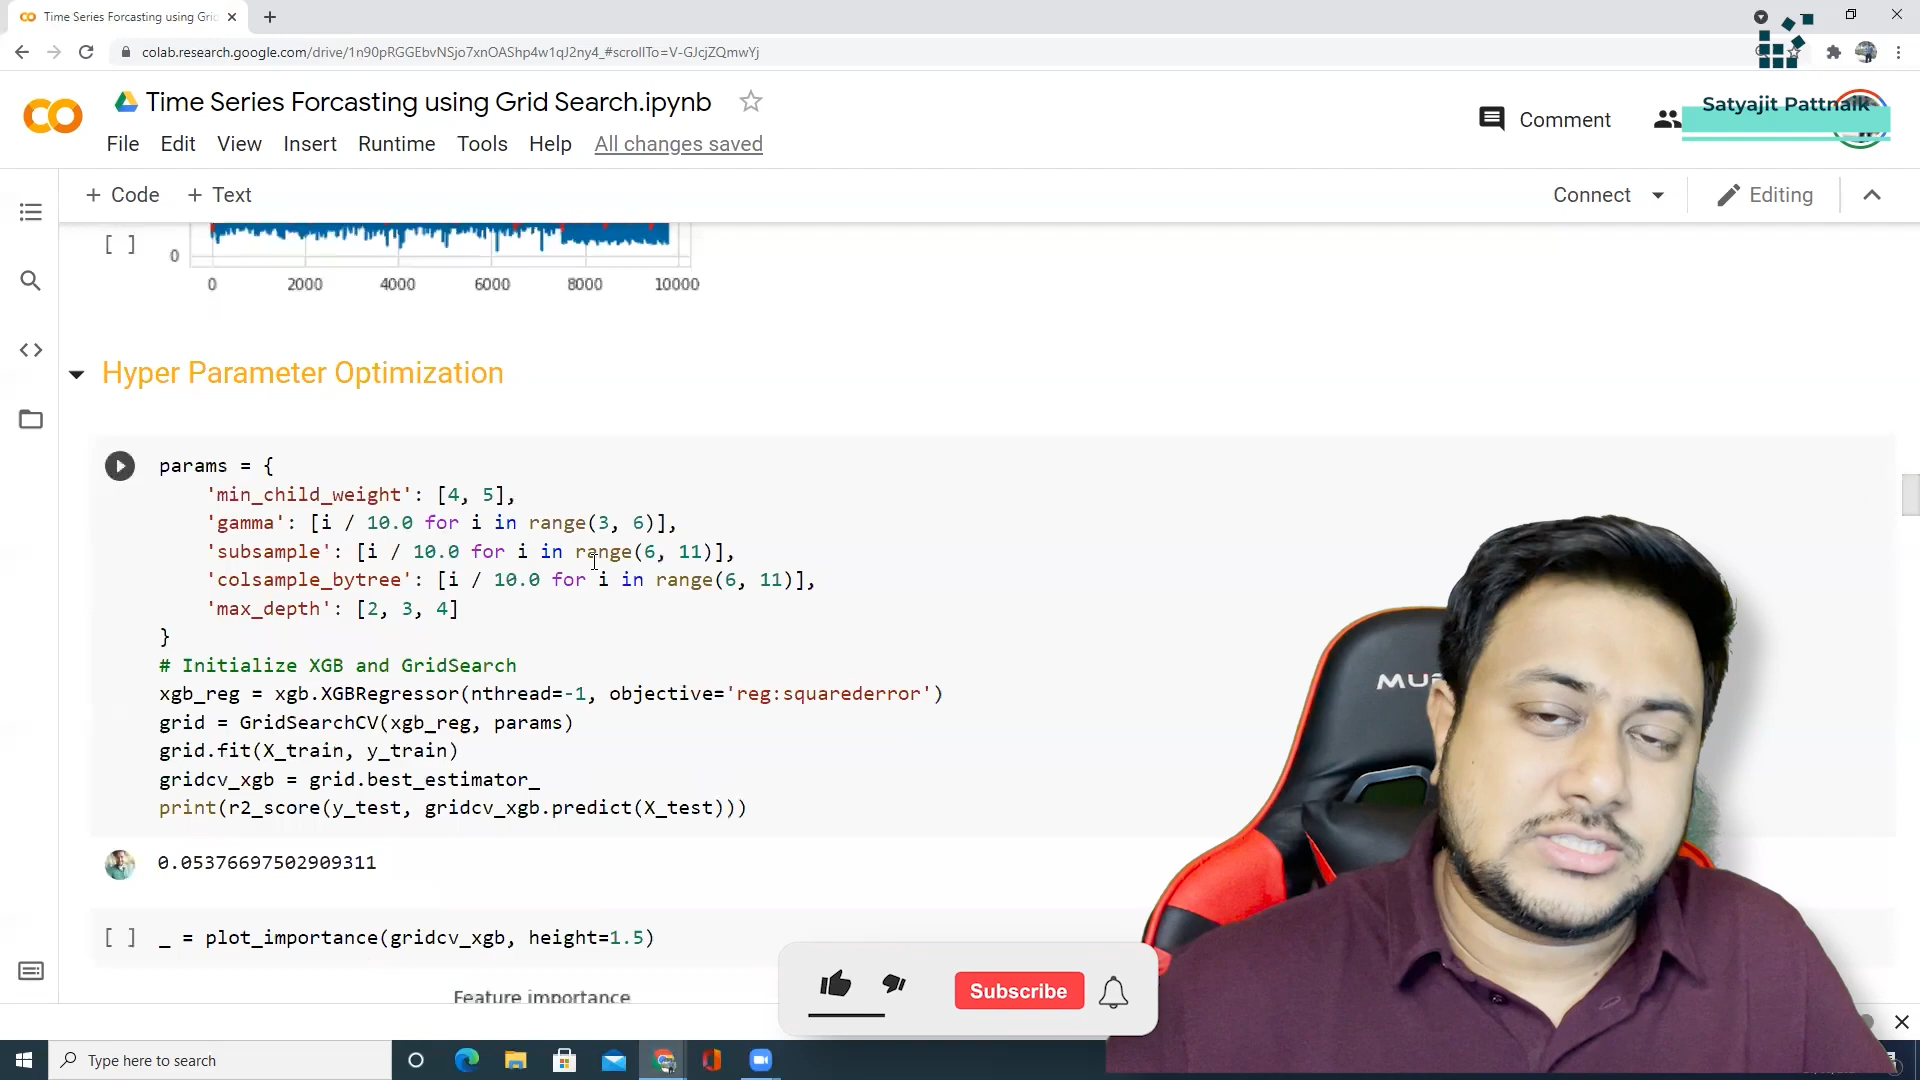 Time Series Forcasting using Gri
colab.research.google.com/drive/1n90pRGGEbvNSjo7xnOAShp4w1qJ2ny4_#scrollTo=V-GJcjZQmwYj
Time Series Forcasting using Grid Search.ipynb
Comment
Satyajit Pattnaik
File Edit View Insert Runtime Tools Help All changes saved
+ Code + Text
Connect
Editing
[ ]
0
0 2000 4000 6000 8000 10000
Hyper Parameter Optimization
params = {
'min_child_weight': [4, 5],
'gamma': [i / 10.0 for i in range(3, 6)],
'subsample': [i / 10.0 for i in range(6, 11)],
'colsample_bytree': [i / 10.0 for i in range(6, 11)],
'max_depth': [2, 3, 4]
}
# Initialize XGB and GridSearch
xgb_reg = xgb.XGBRegressor(nthread=-1, objective='reg:squarederror')
grid = GridSearchCV(xgb_reg, params)
grid.fit(X_train, y_train)
gridcv_xgb = grid.best_estimator_
print(r2_score(y_test, gridcv_xgb.predict(X_test)))
0.05376697502909311
[ ] _ = plot_importance(gridcv_xgb, height=1.5)
Feature importance
Subscribe
Type here to search